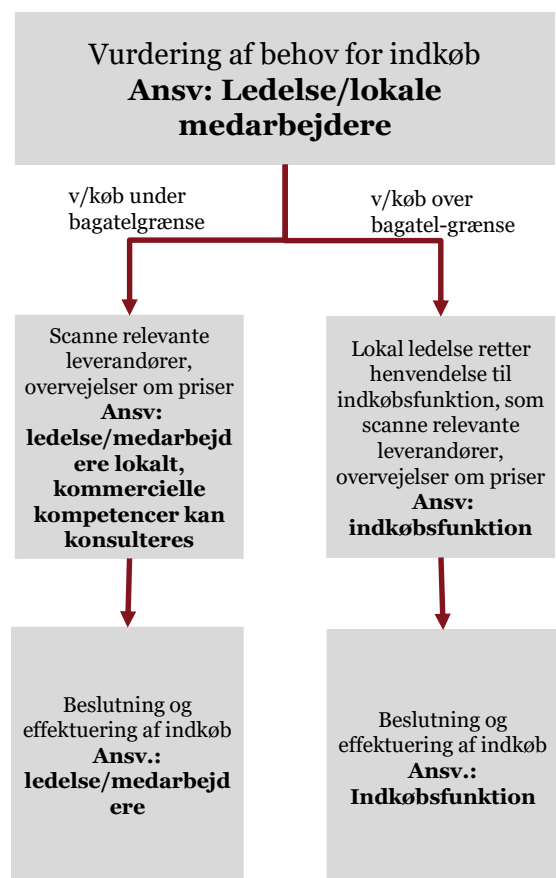 Vurdering af behov for indkøb
Ansv: Ledelse/lokale
medarbejdere
v/køb under
bagatelgrænse
v/køb over
bagatel-grænse
Scanne relevante
leverandører,
overvejelser om priser
Ansv:
ledelse/medarbejd
ere lokalt,
kommercielle
kompetencer kan
konsulteres
Lokal ledelse retter
henvendelse til
indkøbsfunktion, som
scanne relevante
leverandører,
overvejelser om priser
Ansv:
indkøbsfunktion
Beslutning og
effektuering af indkøb
Ansv.:
ledelse/medarbejd
ere
Beslutning og
effektuering af indkøb
Ansv.:
Indkøbsfunktion